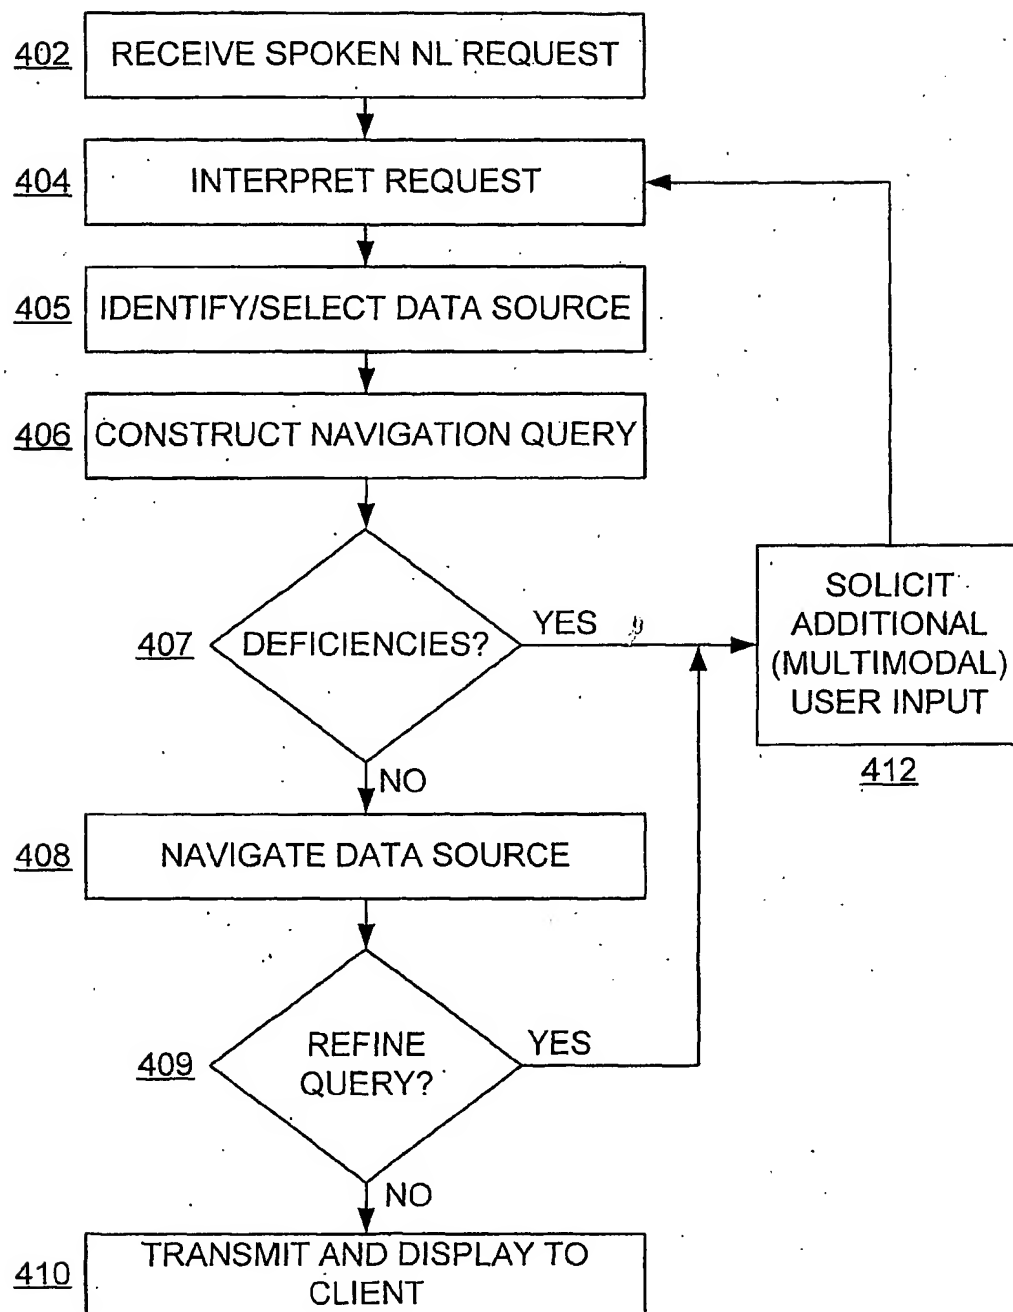 402
RECEIVE SPOKEN NL REQUEST
404
INTERPRET REQUEST
405
IDENTIFY/SELECT DATA SOURCE
406
CONSTRUCT NAVIGATION QUERY
407
DEFICIENCIES?
YES
SOLICIT
ADDITIONAL
(MULTIMODAL)
USER INPUT
412
NO
408
NAVIGATE DATA SOURCE
409
REFINE
QUERY?
YES
NO
410
TRANSMIT AND DISPLAY TO
CLIENT